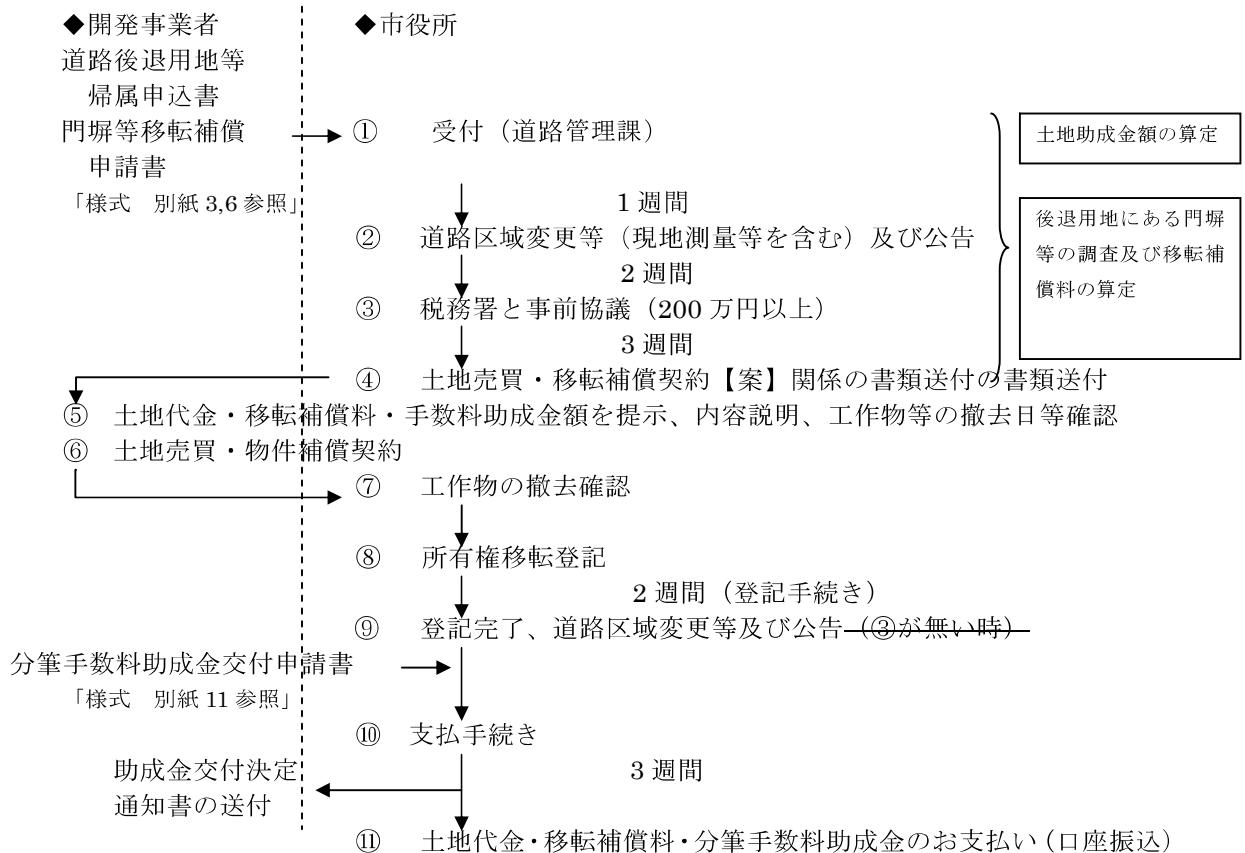 ◆開発事業者
◆市役所
道路後退用地等
帰属申込書
門塀等移転補償
申請書
「様式　別紙 3,6 参照」
①　受付（道路管理課）
土地助成金額の算定
1 週間
後退用地にある門塀
等の調査及び移転補
償料の算定
②　道路区域変更等（現地測量等を含む）及び公告
2 週間
③　税務署と事前協議（200 万円以上）
3 週間
④　土地売買・移転補償契約【案】関係の書類送付の書類送付
⑤　土地代金・移転補償料・手数料助成金額を提示、内容説明、工作物等の撤去日等確認
⑥　土地売買・物件補償契約
⑦　工作物の撤去確認
⑧　所有権移転登記
2 週間（登記手続き）
⑨　登記完了、道路区域変更等及び公告（③が無い時）
分筆手数料助成金交付申請書
「様式　別紙 11 参照」
⑩　支払手続き
3 週間
助成金交付決定
通知書の送付
⑪　土地代金・移転補償料・分筆手数料助成金のお支払い（口座振込）